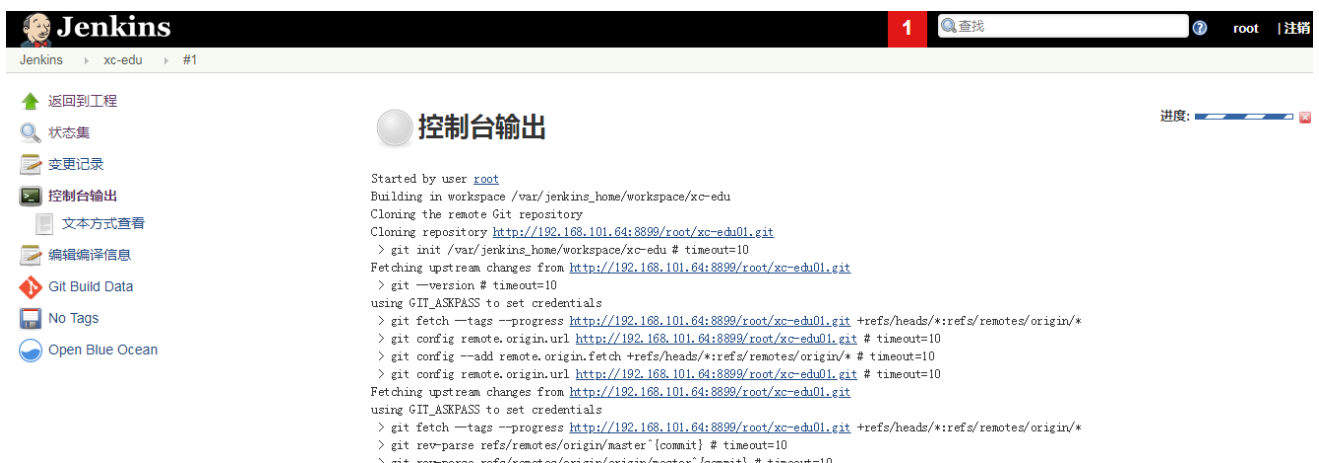 Jenkins
1
查找
root
|注销
Jenkins
xc-edu
#1
返回到工程
状态集
变更记录
控制台输出
文本方式查看
编辑编译信息
Git Build Data
No Tags
Open Blue Ocean
进度:
控制台输出
Started by user root
Building in workspace /var/jenkins_home/workspace/xc-edu
Cloning the remote Git repository
Cloning repository http://192.168.101.64:8899/root/xc-edu01.git
> git init /var/jenkins_home/workspace/xc-edu # timeout=10
Fetching upstream changes from http://192.168.101.64:8899/root/xc-edu01.git
> git --version # timeout=10
using GIT_ASKPASS to set credentials
> git fetch --tags --progress http://192.168.101.64:8899/root/xc-edu01.git +refs/heads/*:refs/remotes/origin/*
> git config remote.origin.url http://192.168.101.64:8899/root/xc-edu01.git # timeout=10
> git config --add remote.origin.fetch +refs/heads/*:refs/remotes/origin/* # timeout=10
> git config remote.origin.url http://192.168.101.64:8899/root/xc-edu01.git # timeout=10
Fetching upstream changes from http://192.168.101.64:8899/root/xc-edu01.git
using GIT_ASKPASS to set credentials
> git fetch --tags --progress http://192.168.101.64:8899/root/xc-edu01.git +refs/heads/*:refs/remotes/origin/*
> git rev-parse refs/remotes/origin/master^{commit} # timeout=10
> git rev-parse refs/remotes/origin/origin/master^{commit} # timeout=10